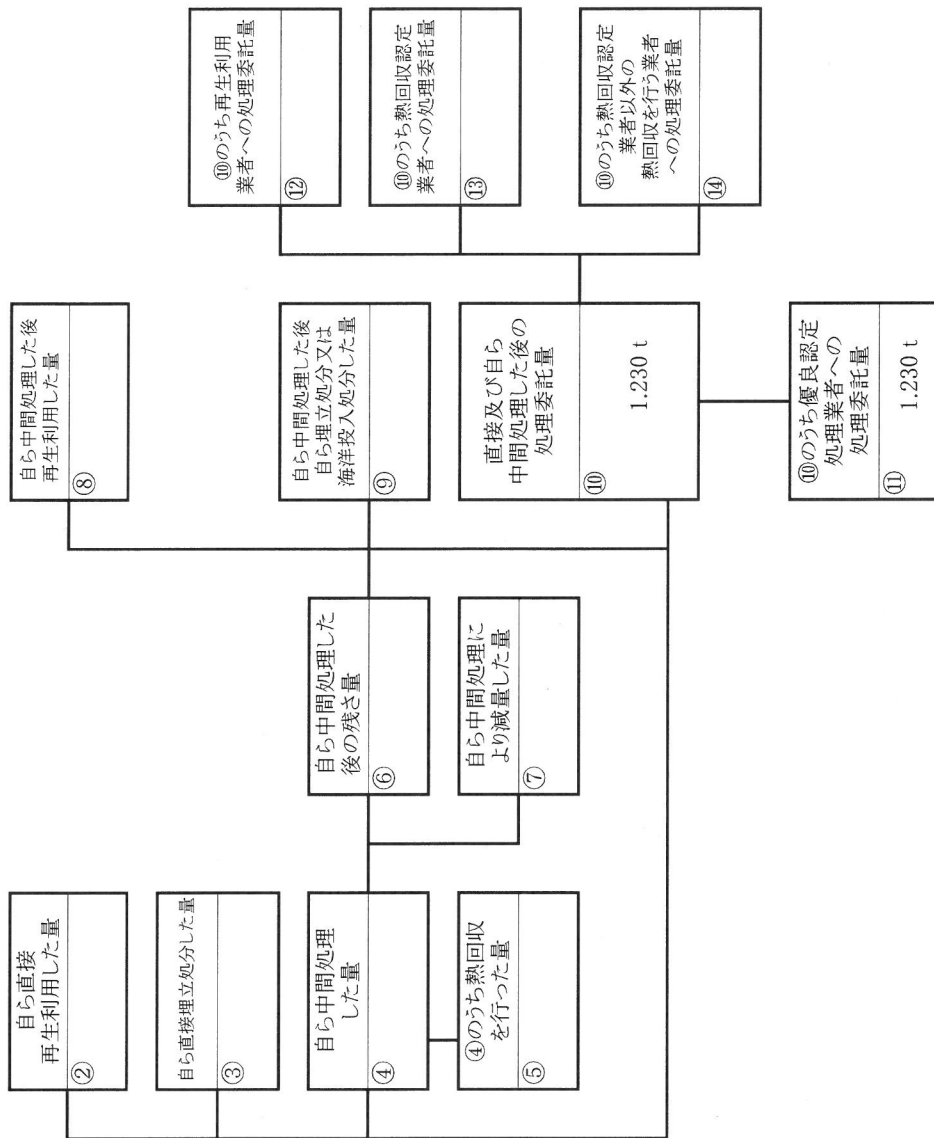 ②
自ら直接
再生利用した量
③
自ら直接埋立処分した量
④
自ら中間処理
した量
⑤
④のうち熱回収
を行った量
⑥
自ら中間処理した
後の残さ量
⑦
自ら中間処理に
より減量した量
⑧
自ら中間処理した後
再生利用した量
⑨
自ら中間処理した後
自ら埋立処分又は
海洋投入処分した量
⑩
直接及び自ら
中間処理した後の
処理委託量
1.230 t
⑪
⑩のうち優良認定
処理業者への
処理委託量
1.230 t
⑫
⑩のうち再生利用
業者への処理委託量
⑬
⑩のうち熱回収認定
業者への処理委託量
⑭
⑩のうち熱回収認定
業者以外の
熱回収を行う業者
への処理委託量